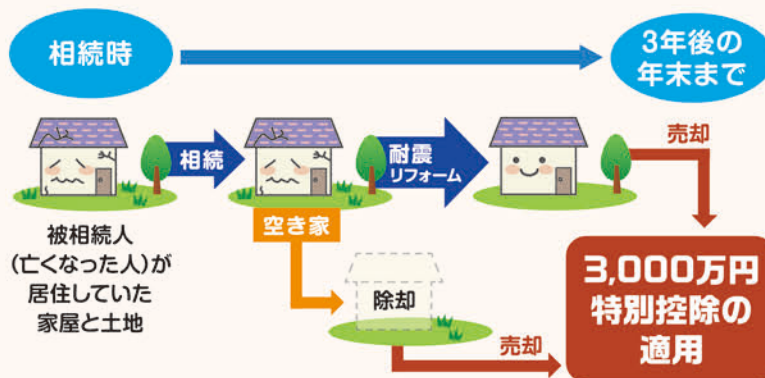 相続時
3年後の
年末まで
相続
耐震
リフォーム
売却
被相続人
(亡くなった人)が
居住していた
家屋と土地
空き家
除却
売却
3,000万円
特別控除の
適用